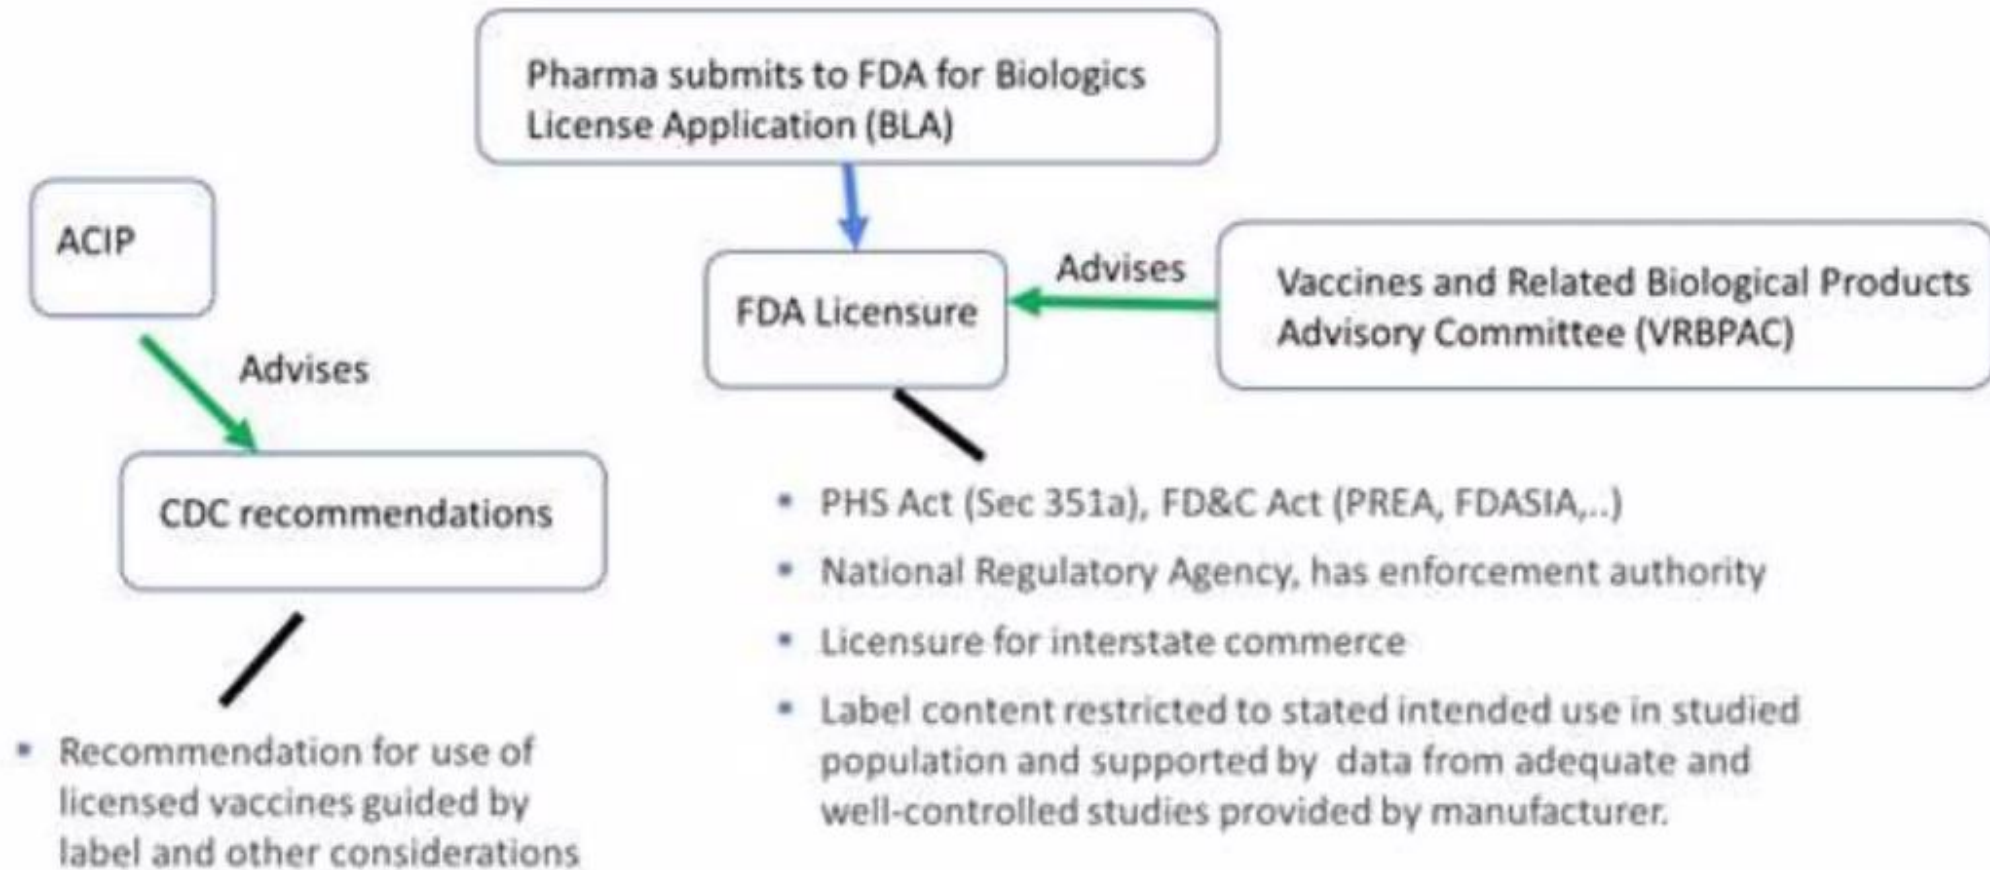 Pharma submits to FDA for Biologics
License Application (BLA)
ACIP
Advises
CDC recommendations
▪ Recommendation for use of
licensed vaccines guided by
label and other considerations
FDA Licensure
Advises
Vaccines and Related Biological Products
Advisory Committee (VRBPAC)
▪ PHS Act (Sec 351a), FD&C Act (PREA, FDASIA,..)
▪ National Regulatory Agency, has enforcement authority
▪ Licensure for interstate commerce
▪ Label content restricted to stated intended use in studied
population and supported by data from adequate and
well-controlled studies provided by manufacturer.